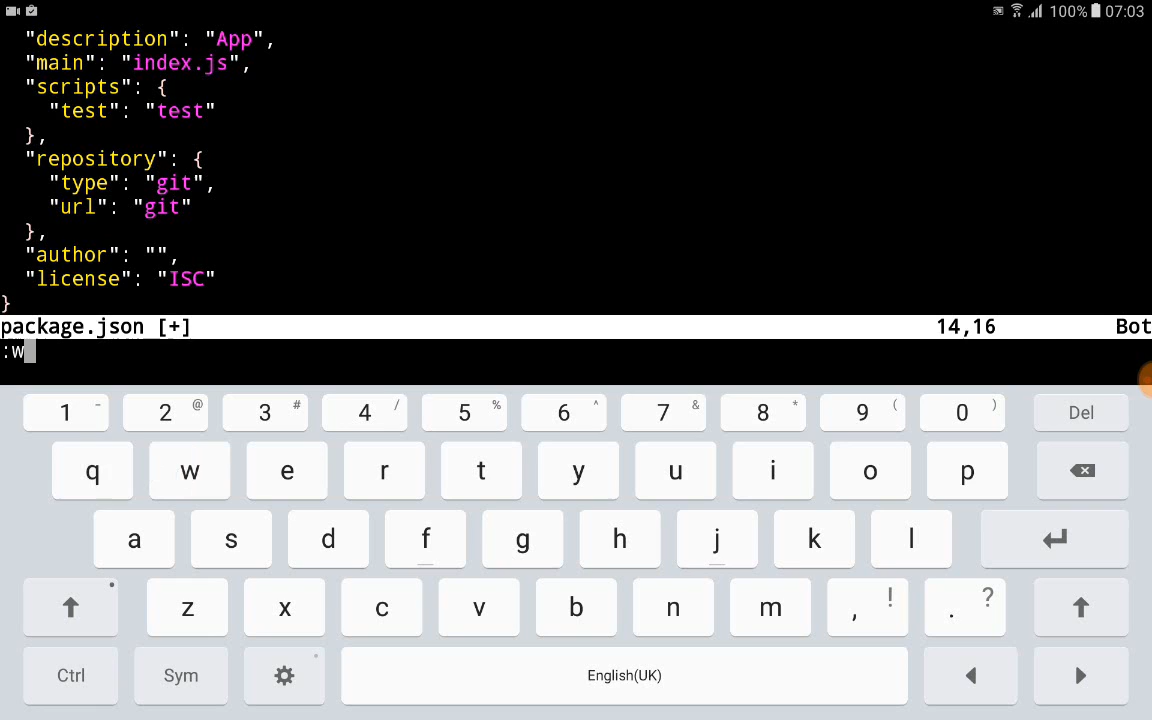 100% 07:03
"description": "App",
"main": "index.js",
"scripts": {
"test": "test"
},
"repository": {
"type": "git",
"url": "git"
},
"author": "",
"license": "ISC"
}
package.json [+] 14,16 Bot
:w
1 - 2 @ 3 # 4 / 5 % 6 ^ 7 & 8 * 9 ( 0 ) Del
q w e r t y u i o p
a s d f g h j k l
z x c v b n m , ! . ?
Ctrl Sym English(UK)